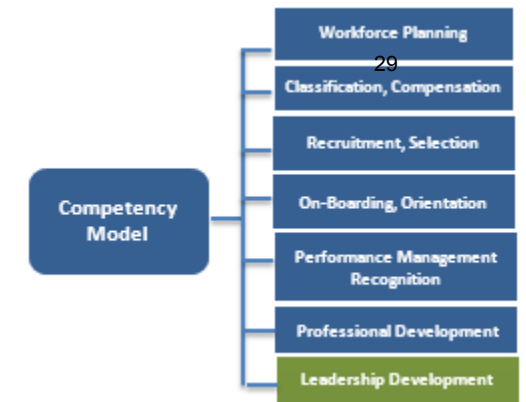 Workforce Planning
29
Classification, Compensation
Recruitment, Selection
On-Boarding, Orientation
Competency
Model
Performance Management
Recognition
Professional Development
Leadership Development